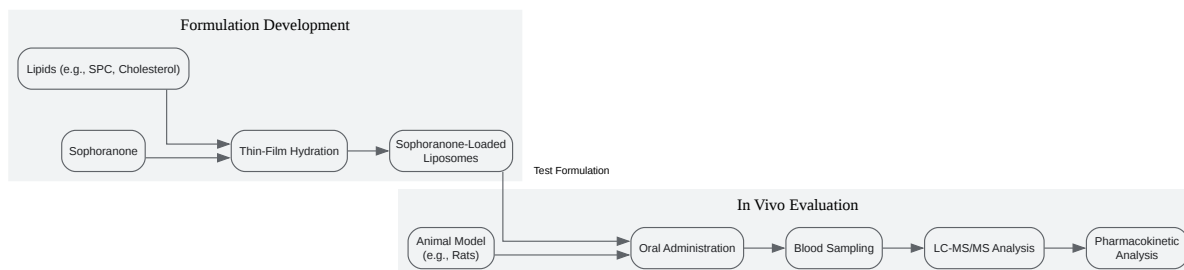 Formulation Development
Lipids (e.g., SPC, Cholesterol)
Sophoranone
Thin-Film Hydration
Sophoranone-Loaded
Liposomes
Test Formulation
In Vivo Evaluation
Animal Model
(e.g., Rats)
Oral Administration
Blood Sampling
LC-MS/MS Analysis
Pharmacokinetic
Analysis